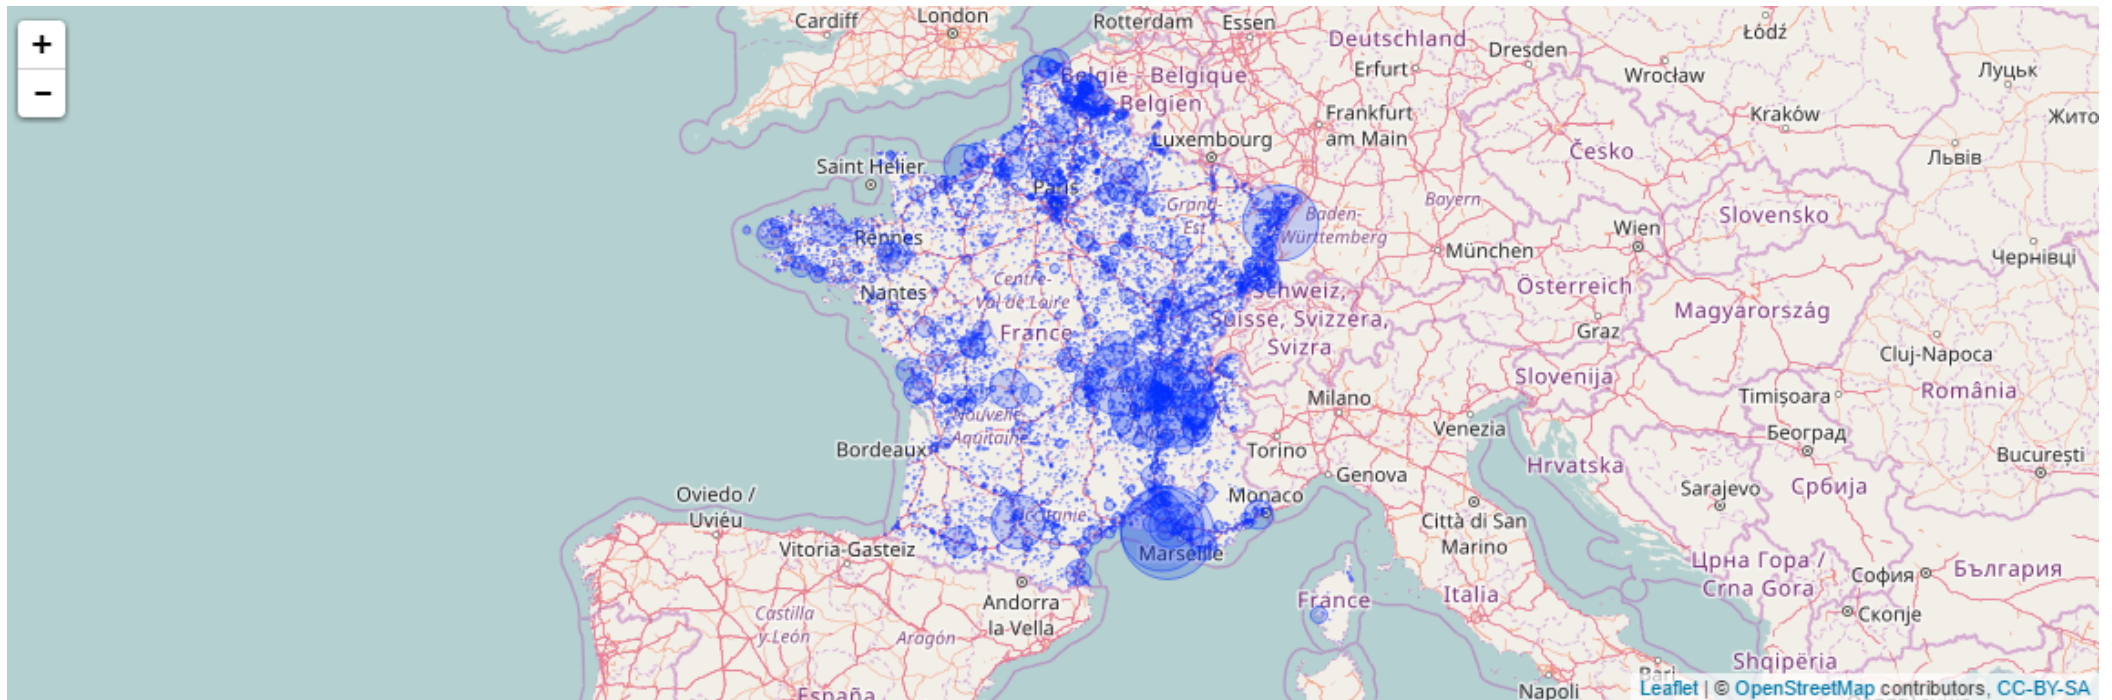 +
−
Cardiff
London
Rotterdam
Essen
Deutschland
Dresden
Łódź
België - Belgique
Belgien
Erfurt
Wrocław
Луцьк
Frankfurt
am Main
Kraków
Жито
Luxembourg
Česko
Львів
Saint Helier
Paris
Grand-
Est
Baden-
Württemberg
Bayern
Slovensko
Rennes
München
Wien
Чернівці
Centre-
Val de Loire
Nantes
Schweiz,
Suisse, Svizzera,
Svizra
Österreich
Magyarország
France
Graz
Cluj-Napoca
Slovenija
România
Milano
Timișoara
Nouvelle-
Aquitaine
Venezia
Београд
Bordeaux
Torino
Hrvatska
București
Genova
Oviedo /
Uviéu
Occitanie
Monaco
Sarajevo
Србија
Città di San
Marino
Vitoria-Gasteiz
Marseille
Црна Гора /
Crna Gora
София
България
Andorra
la Vella
France
Italia
Скопје
Castilla
y León
Aragón
Shqipëria
Bari
España
Napoli
Leaflet | © OpenStreetMap contributors, CC-BY-SA